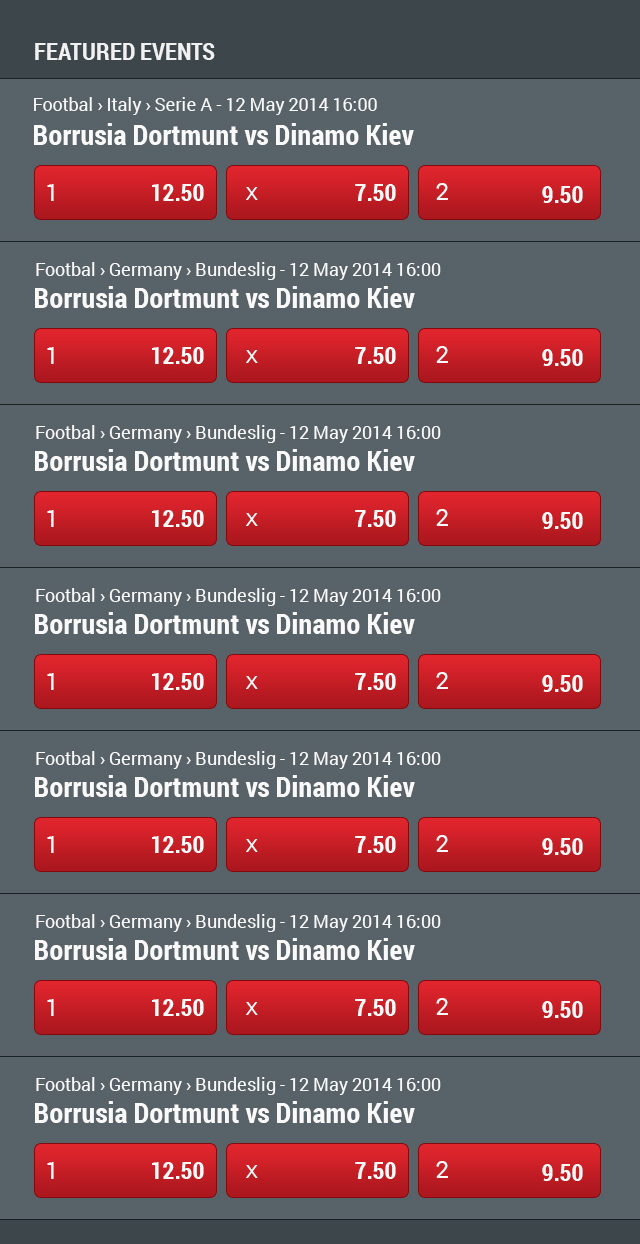 FEATURED EVENTS
Footbal › Italy › Serie A - 12 May 2014 16:00
Borrusia Dortmunt vs Dinamo Kiev
1 12.50 x 7.50 2 9.50
Footbal › Germany › Bundeslig - 12 May 2014 16:00
Borrusia Dortmunt vs Dinamo Kiev
1 12.50 x 7.50 2 9.50
Footbal › Germany › Bundeslig - 12 May 2014 16:00
Borrusia Dortmunt vs Dinamo Kiev
1 12.50 x 7.50 2 9.50
Footbal › Germany › Bundeslig - 12 May 2014 16:00
Borrusia Dortmunt vs Dinamo Kiev
1 12.50 x 7.50 2 9.50
Footbal › Germany › Bundeslig - 12 May 2014 16:00
Borrusia Dortmunt vs Dinamo Kiev
1 12.50 x 7.50 2 9.50
Footbal › Germany › Bundeslig - 12 May 2014 16:00
Borrusia Dortmunt vs Dinamo Kiev
1 12.50 x 7.50 2 9.50
Footbal › Germany › Bundeslig - 12 May 2014 16:00
Borrusia Dortmunt vs Dinamo Kiev
1 12.50 x 7.50 2 9.50